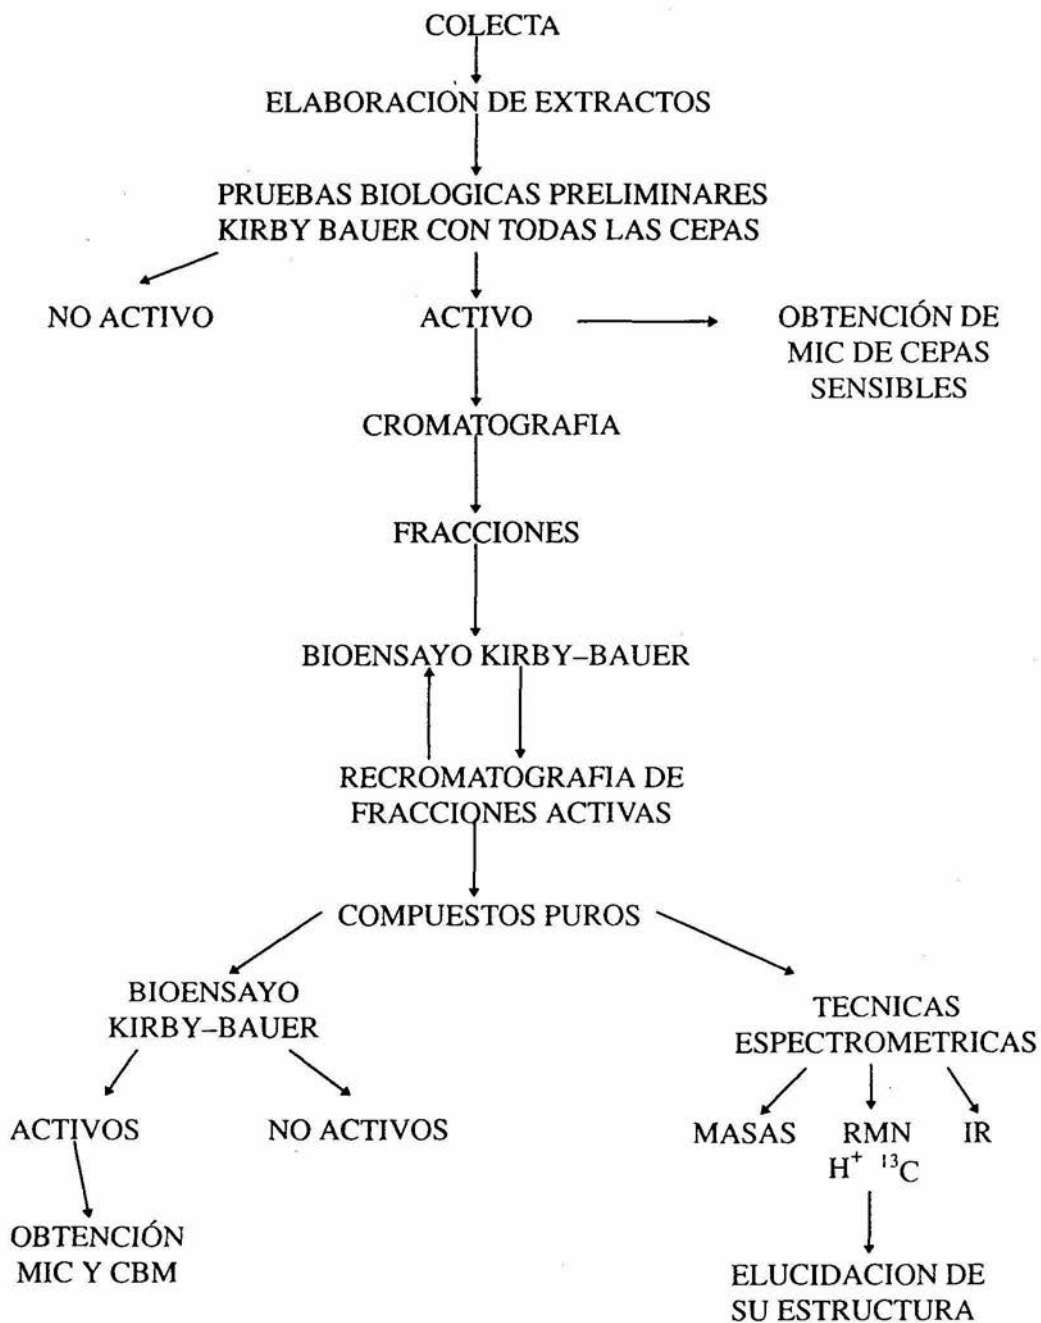 COLECTA
ELABORACION DE EXTRACTOS
PRUEBAS BIOLOGICAS PRELIMINARES
KIRBY BAUER CON TODAS LAS CEPAS
NO ACTIVO
ACTIVO
OBTENCIÓN DE
MIC DE CEPAS
SENSIBLES
CROMATOGRAFIA
FRACCIONES
BIOENSAYO KIRBY–BAUER
RECROMATOGRAFIA DE
FRACCIONES ACTIVAS
COMPUESTOS PUROS
BIOENSAYO
KIRBY–BAUER
ACTIVOS
NO ACTIVOS
OBTENCIÓN
MIC Y CBM
TECNICAS
ESPECTROMETRICAS
MASAS
RMN
H⁺ ¹³C
IR
ELUCIDACION DE
SU ESTRUCTURA